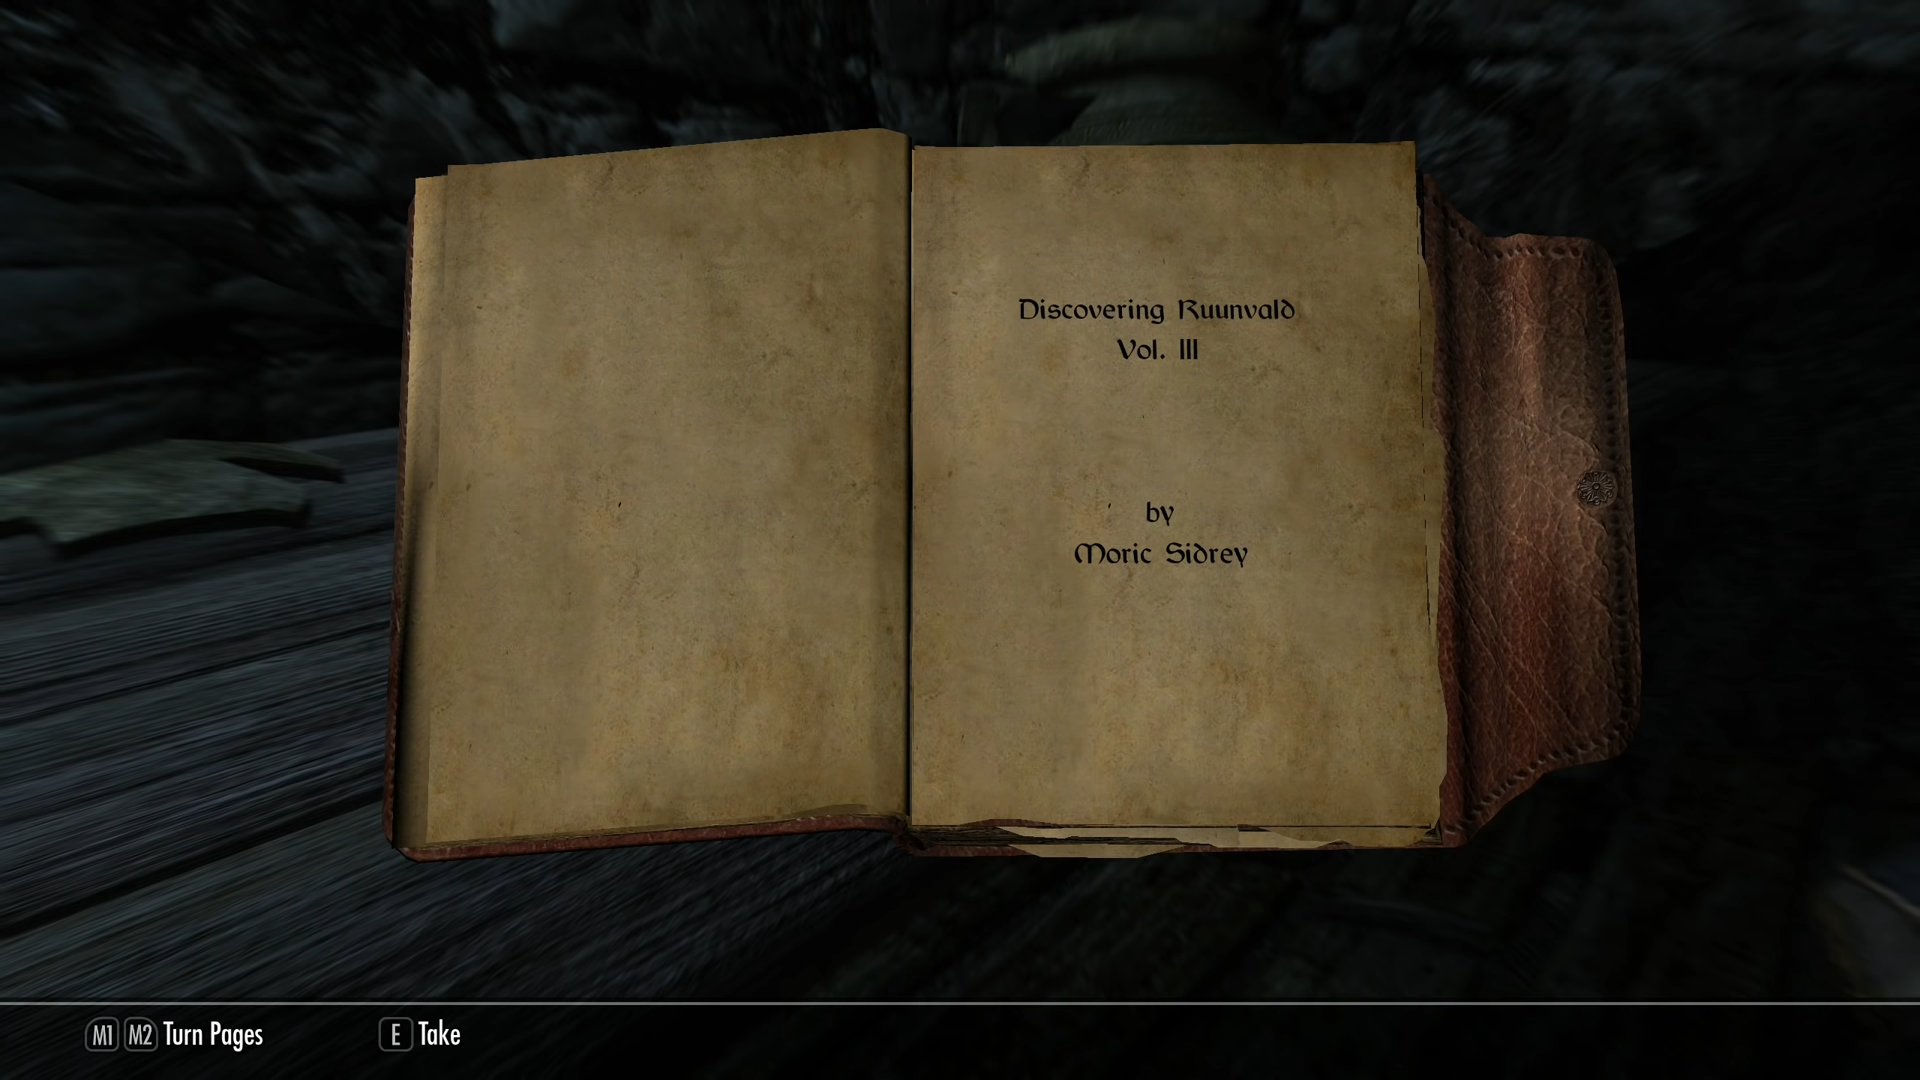 Discovering Ruunvald
Vol. III
by
Moric Sidrey
M1 M2 Turn Pages
E Take